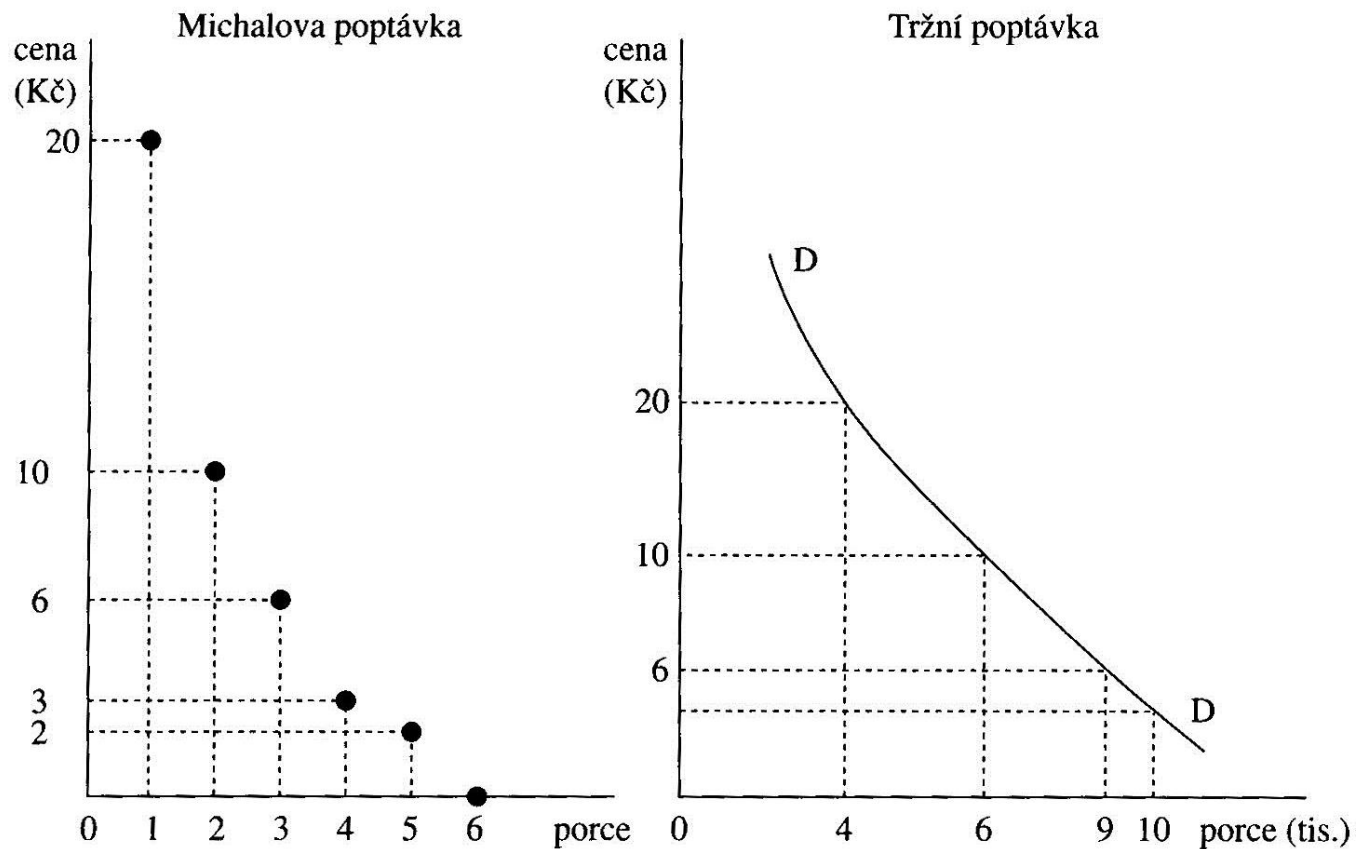 Michalova poptávka
cena
(Kč)
20
10
6
3
2
0 1 2 3 4 5 6 porce
Tržní poptávka
cena
(Kč)
D
20
10
6
D
0 4 6 9 10 porce (tis.)